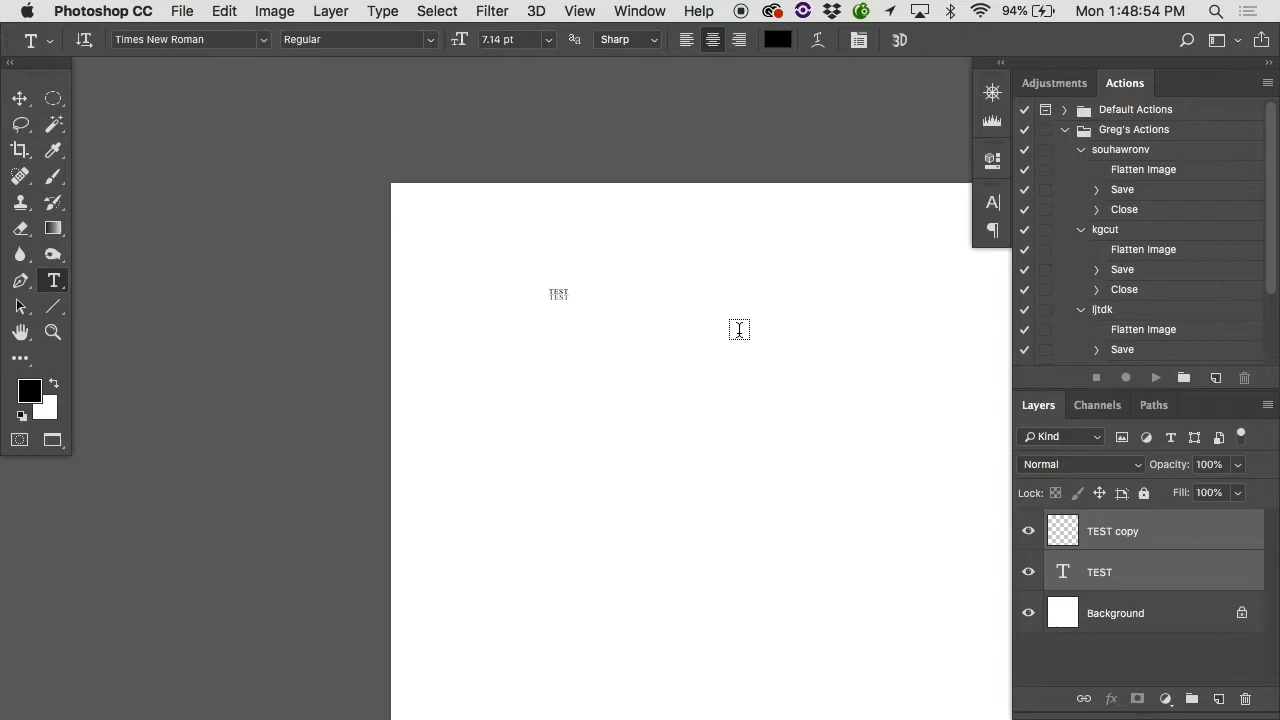 Photoshop CC File Edit Image Layer Type Select Filter 3D View Window Help 94% Mon 1:48:54 PM
T Times New Roman Regular 7.14 pt Sharp 3D
Adjustments Actions
Default Actions
Greg's Actions
souhawronv
Flatten Image
Save
Close
kgcut
Flatten Image
Save
Close
ljtdk
Flatten Image
Save
TEST
TEST
Layers Channels Paths
Kind
Normal Opacity: 100%
Lock: Fill: 100%
TEST copy
T TEST
Background
fx